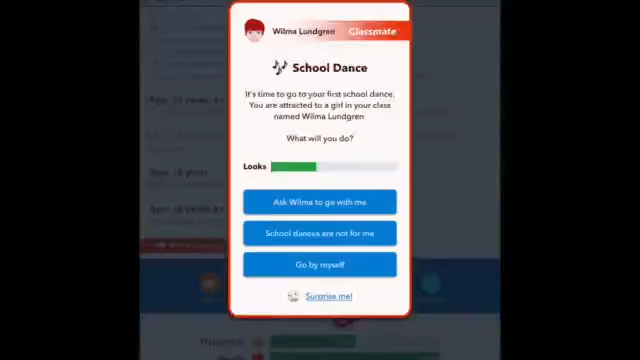 Wilma Lundgren
Classmate
School Dance
It's time to go to your first school dance.
You are attracted to a girl in your class
named Wilma Lundgren.
What will you do?
Looks
Ask Wilma to go with me
School dances are not for me
Go by myself
Surprise me!